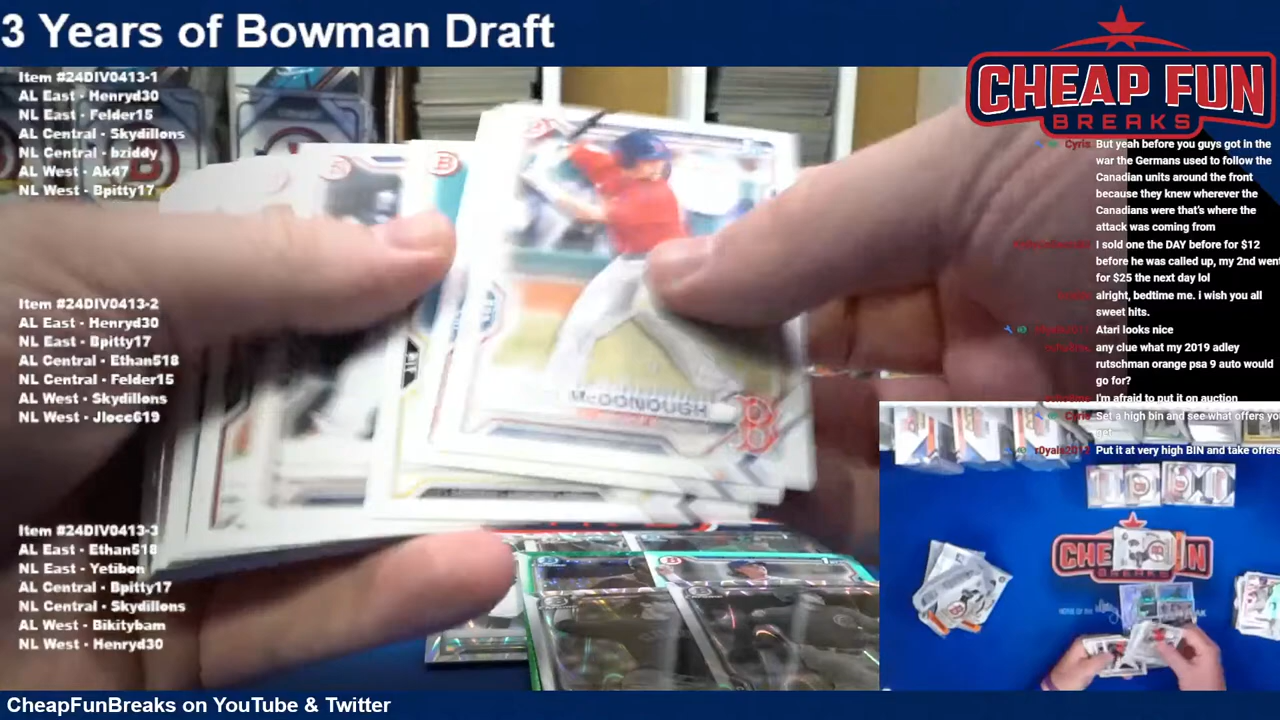 3 Years of Bowman Draft
CHEAP FUN
BREAKS
Item #24DIV0413-1
AL East - Henryd30
NL East - Felder15
AL Central - Skydillons
NL Central - bziddy
AL West - Ak47
NL West - Bpitty17
Item #24DIV0413-2
AL East - Henryd30
NL East - Bpitty17
AL Central - Ethan518
NL Central - Felder15
AL West - Skydillons
NL West - Jlocc619
Item #24DIV0413-3
AL East - Ethan518
NL East - Yetibon
AL Central - Bpitty17
NL Central - Skydillons
AL West - Bikitybam
NL West - Henryd30
McDONOUGH
B
Cyris But yeah before you guys got in the
war the Germans used to follow the
Canadian units around the front
because they knew wherever the
Canadians were that's where the
attack was coming from
I sold one the DAY before for $12
before he was called up, my 2nd went
for $25 the next day lol
alright, bedtime me. i wish you all
sweet hits.
Atari looks nice
any clue what my 2019 adley
rutschman orange psa 9 auto would
go for?
I'm afraid to put it on auction
Cyris Set a high bin and see what offers you
get
Put it at very high BIN and take offers
CheapFunBreaks on YouTube & Twitter